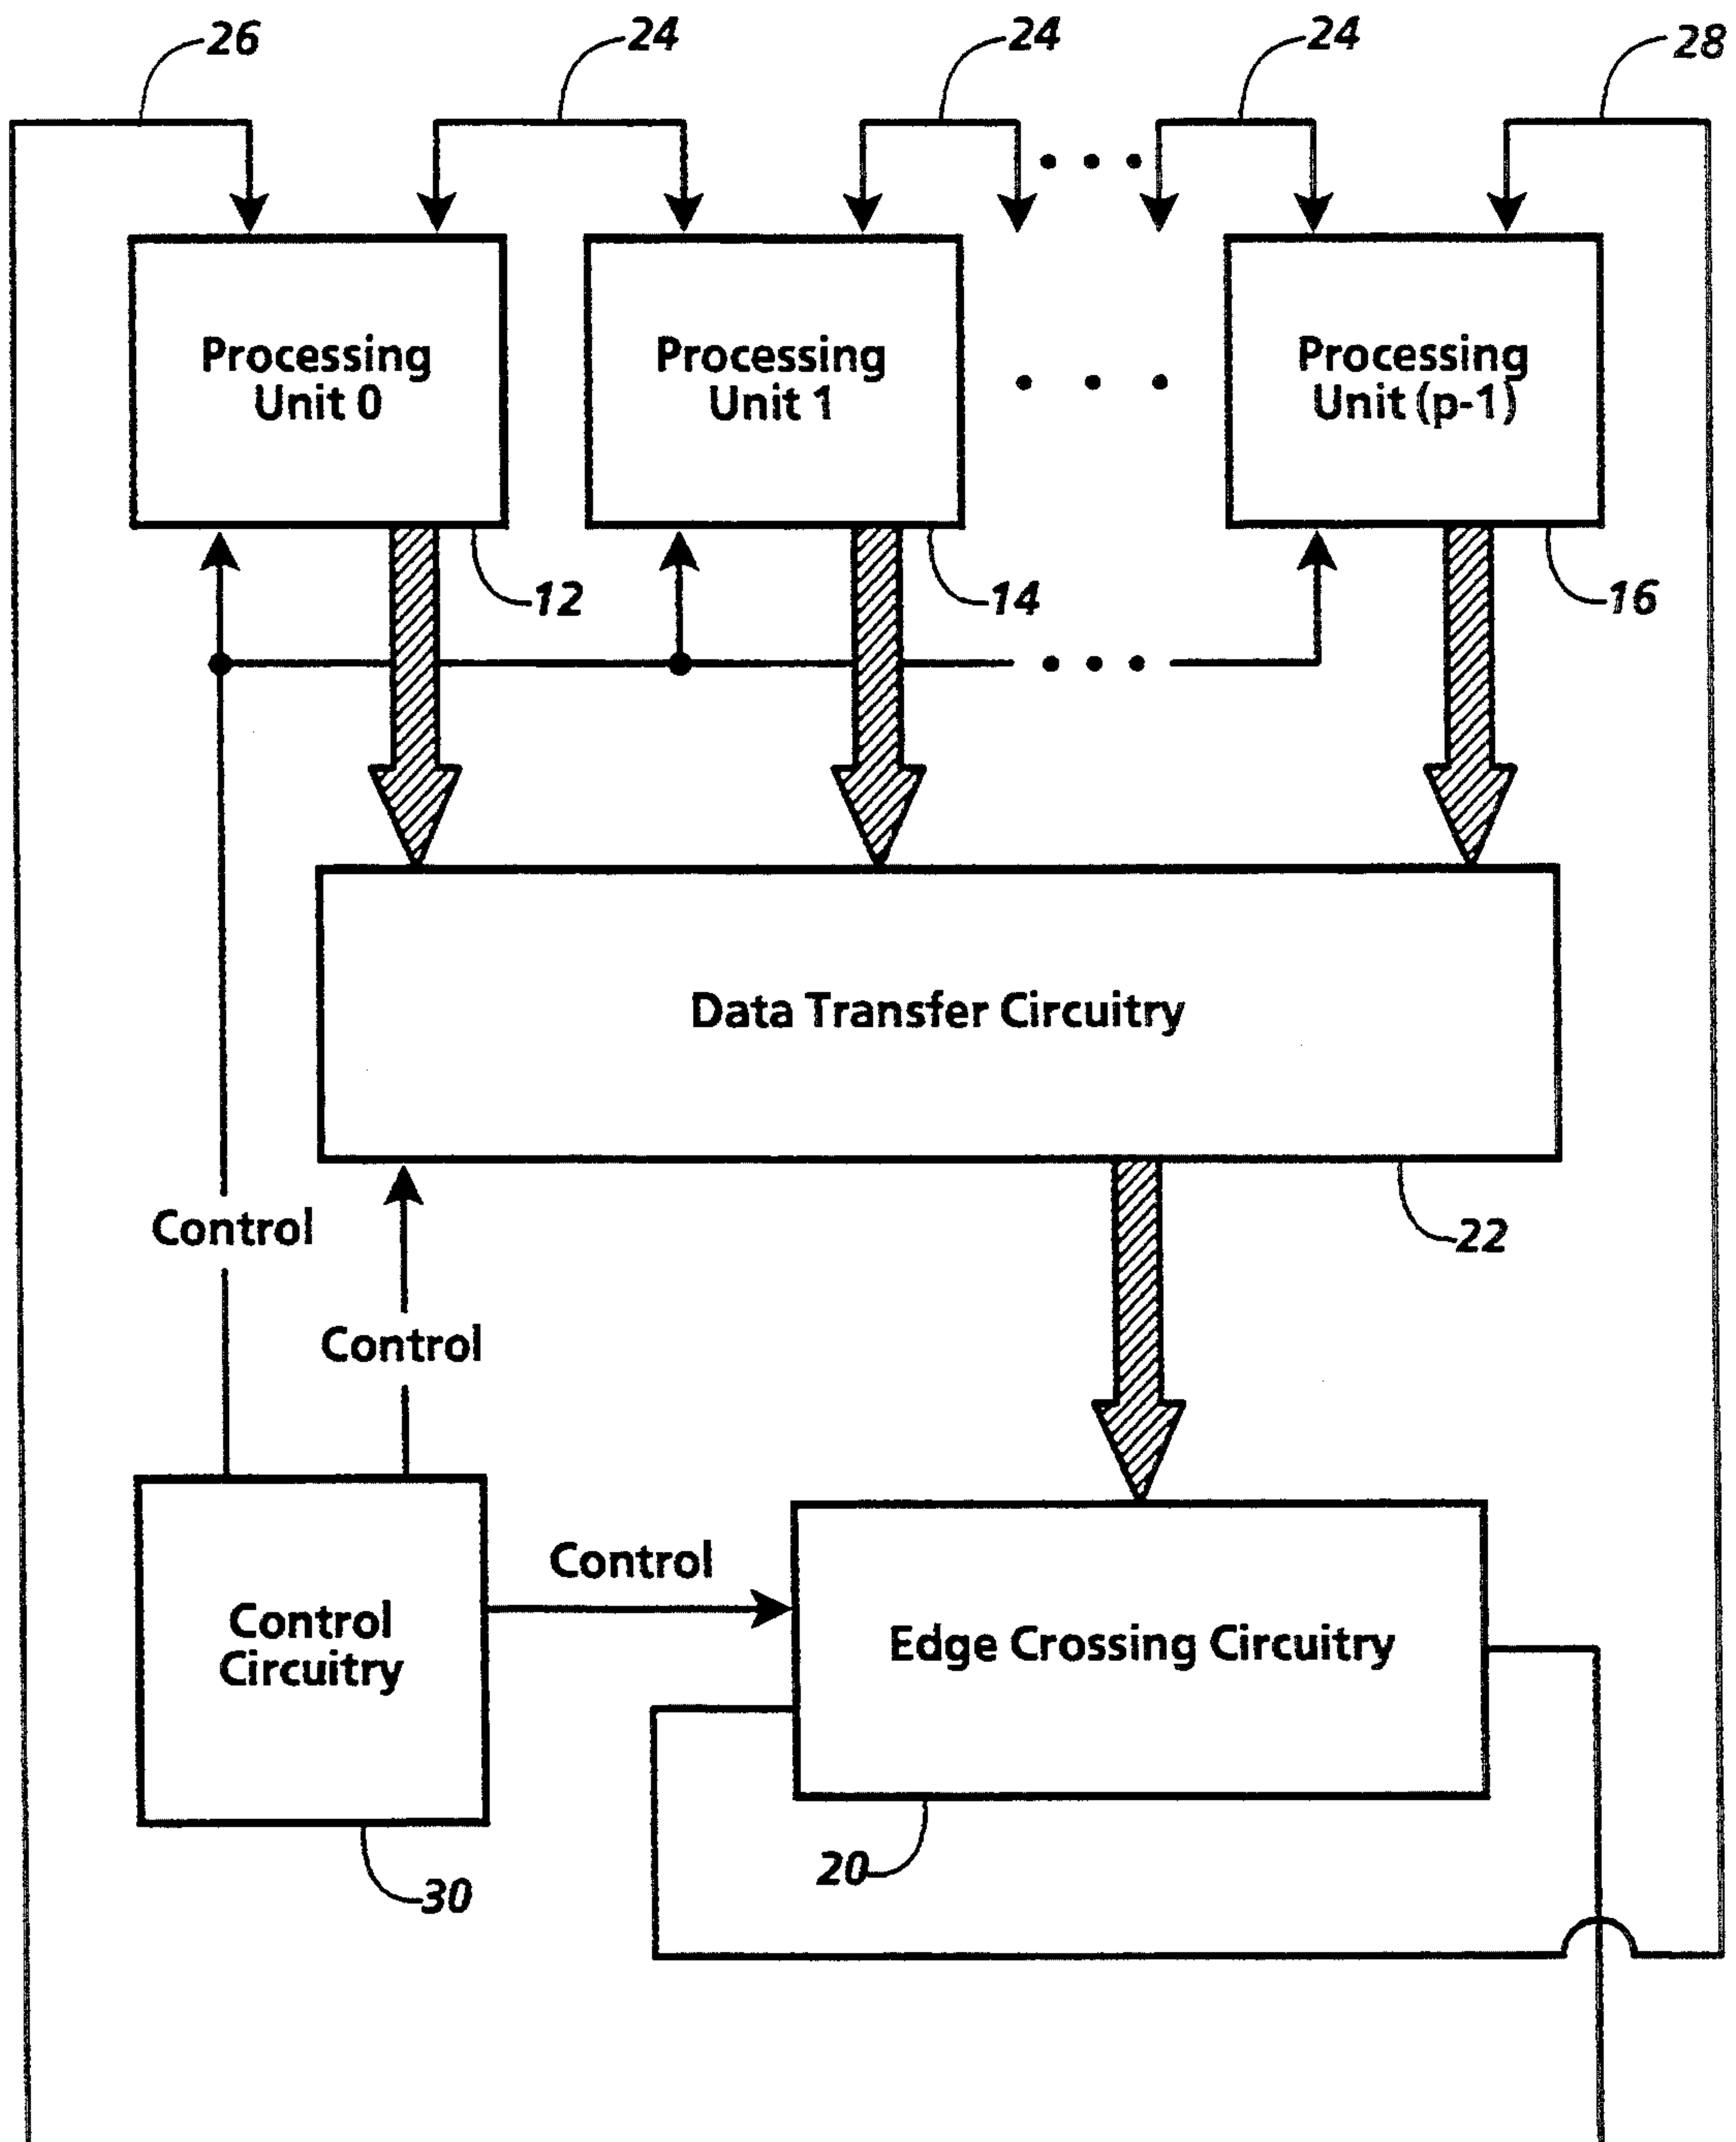 26
24
24
24
28
Processing
Unit 0
Processing
Unit 1
Processing
Unit (p-1)
12
14
16
Data Transfer Circuitry
22
Control
Control
Control
Control
Circuitry
Edge Crossing Circuitry
20
30